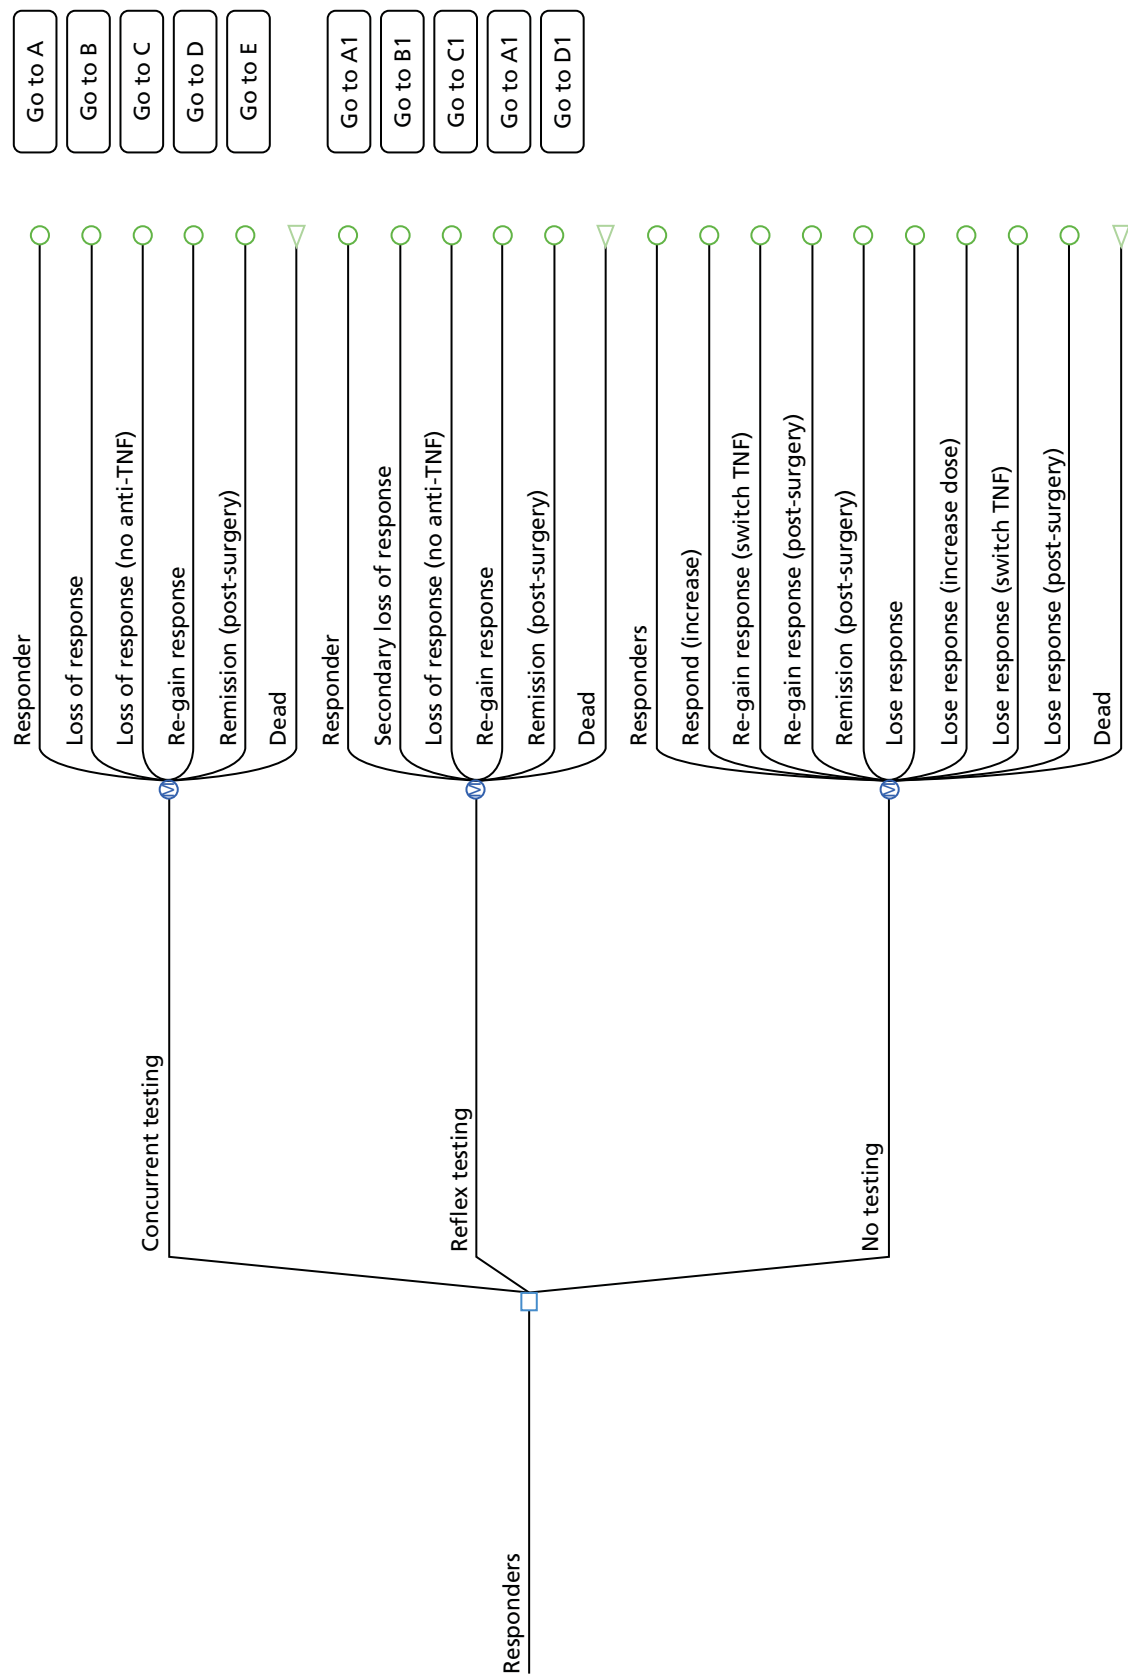 Responders
Concurrent testing
Responder
Go to A
Loss of response
Go to B
Loss of response (no anti-TNF)
Go to C
Re-gain response
Go to D
Remission (post-surgery)
Go to E
Dead
Reflex testing
Responder
Go to A1
Secondary loss of response
Go to B1
Loss of response (no anti-TNF)
Go to C1
Re-gain response
Go to A1
Remission (post-surgery)
Go to D1
Dead
No testing
Responders
Respond (increase)
Re-gain response (switch TNF)
Re-gain response (post-surgery)
Remission (post-surgery)
Lose response
Lose response (increase dose)
Lose response (switch TNF)
Lose response (post-surgery)
Dead
M
M
M